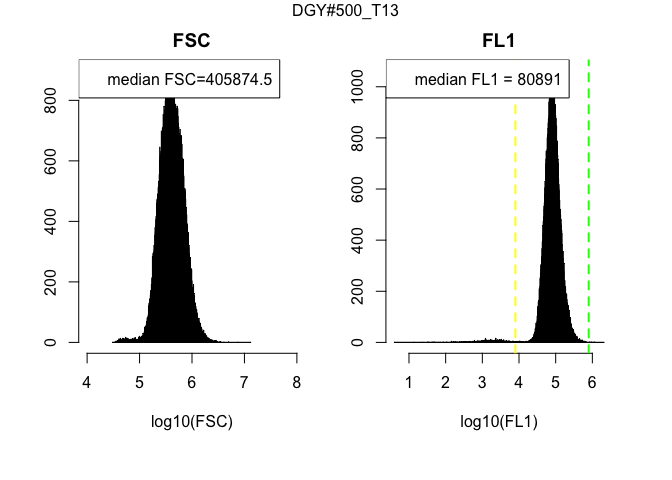 DGY#500_T13
FSC
median FSC=405874.5
0 200 400 600 800
4 5 6 7 8
log10(FSC)
FL1
median FL1 = 80891
0 200 400 600 800 1000
1 2 3 4 5 6
log10(FL1)